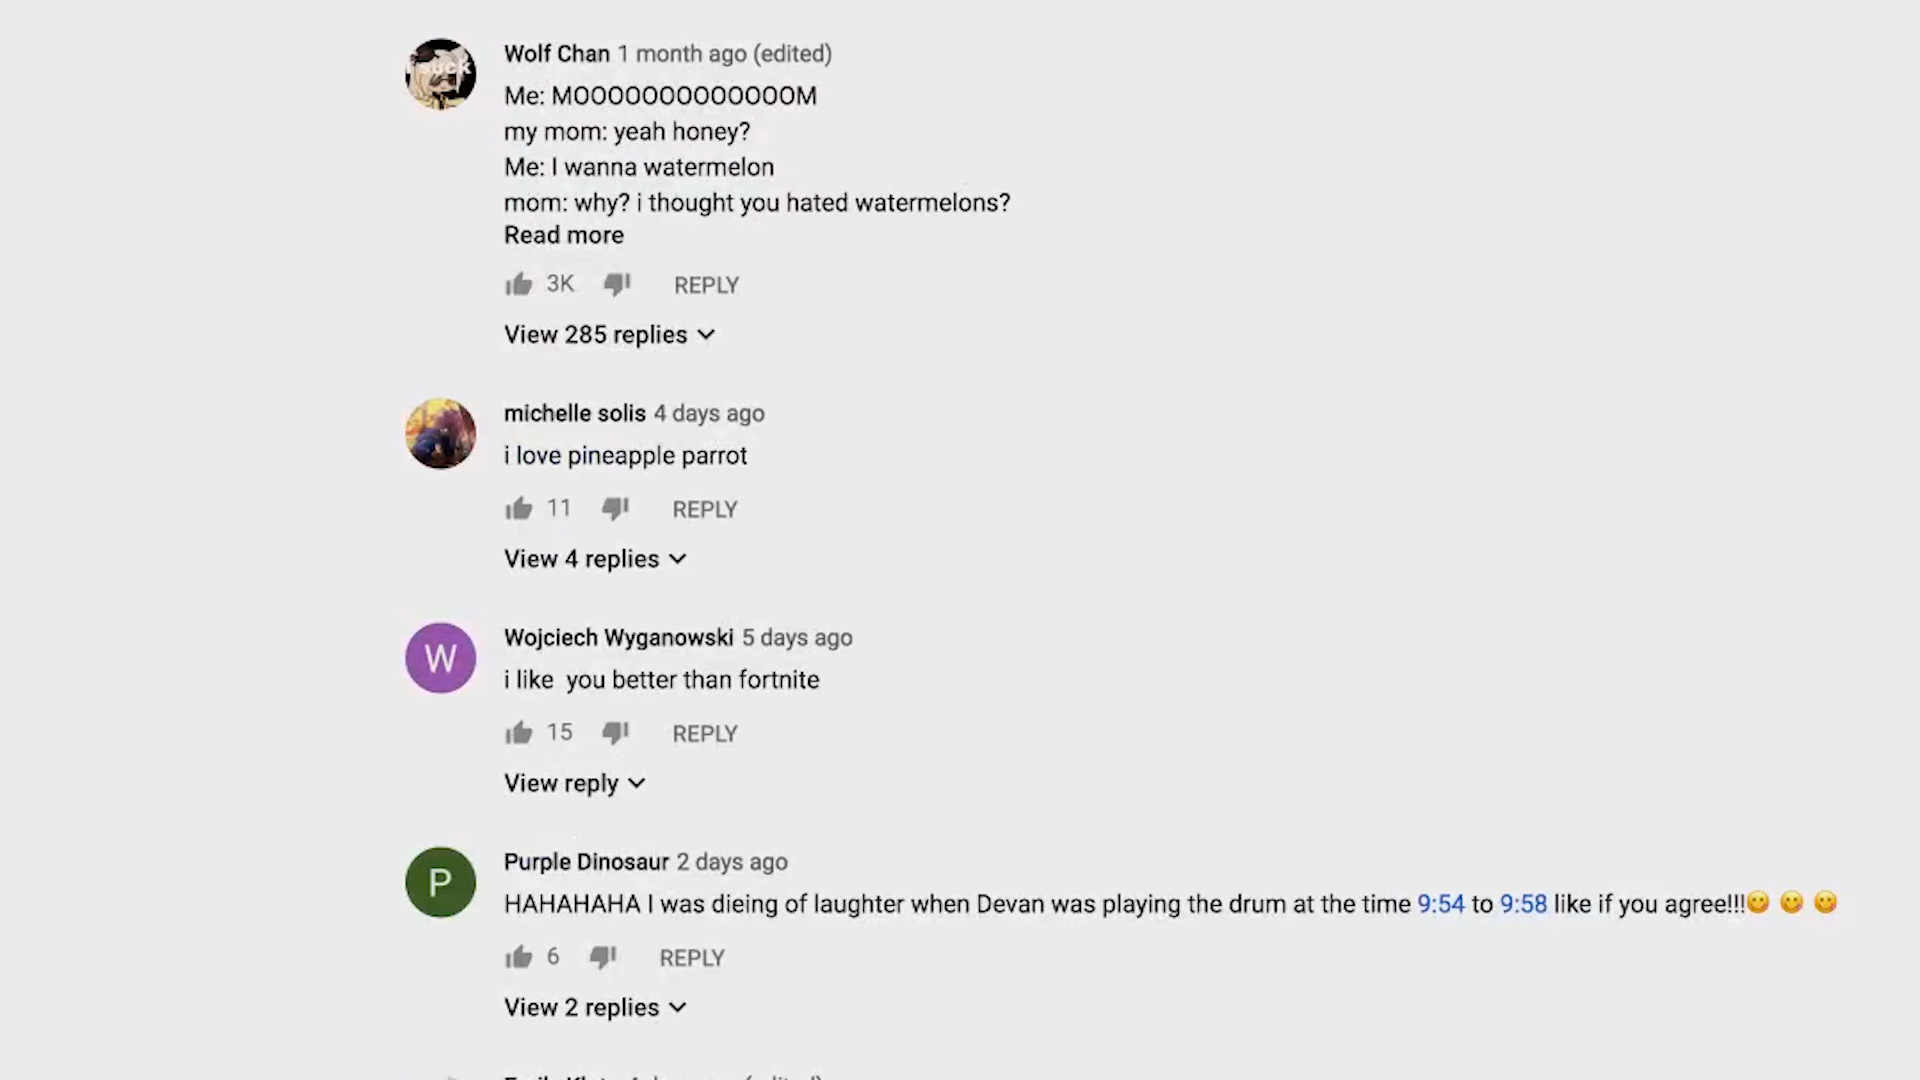 Wolf Chan 1 month ago (edited)
Me: MOOOOOOOOOOOOOM
my mom: yeah honey?
Me: I wanna watermelon
mom: why? i thought you hated watermelons?
Read more
3K REPLY
View 285 replies
michelle solis 4 days ago
i love pineapple parrot
11 REPLY
View 4 replies
W
Wojciech Wyganowski 5 days ago
i like  you better than fortnite
15 REPLY
View reply
P
Purple Dinosaur 2 days ago
HAHAHAHA I was dieing of laughter when Devan was playing the drum at the time 9:54 to 9:58 like if you agree!!!😋 😋 😋
6 REPLY
View 2 replies